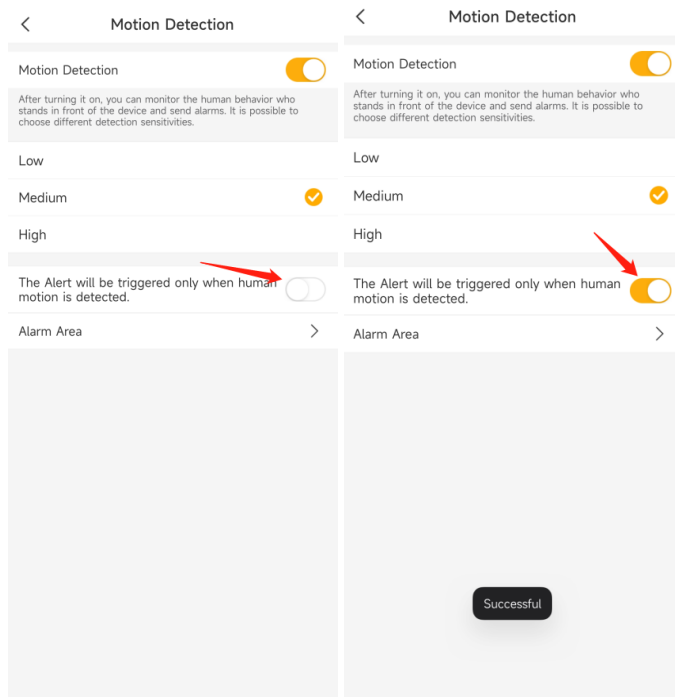 Motion Detection
Motion Detection
After turning it on, you can monitor the human behavior who
stands in front of the device and send alarms. It is possible to
choose different detection sensitivities.
Low
Medium
High
The Alert will be triggered only when human
motion is detected.
Alarm Area
Motion Detection
Motion Detection
After turning it on, you can monitor the human behavior who
stands in front of the device and send alarms. It is possible to
choose different detection sensitivities.
Low
Medium
High
The Alert will be triggered only when human
motion is detected.
Alarm Area
Successful